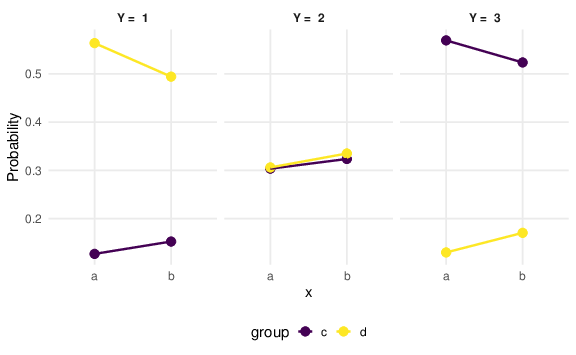 Y = 1 Y = 2 Y = 3
Probability
0.5
0.4
0.3
0.2
a b a b a b
x
group c d